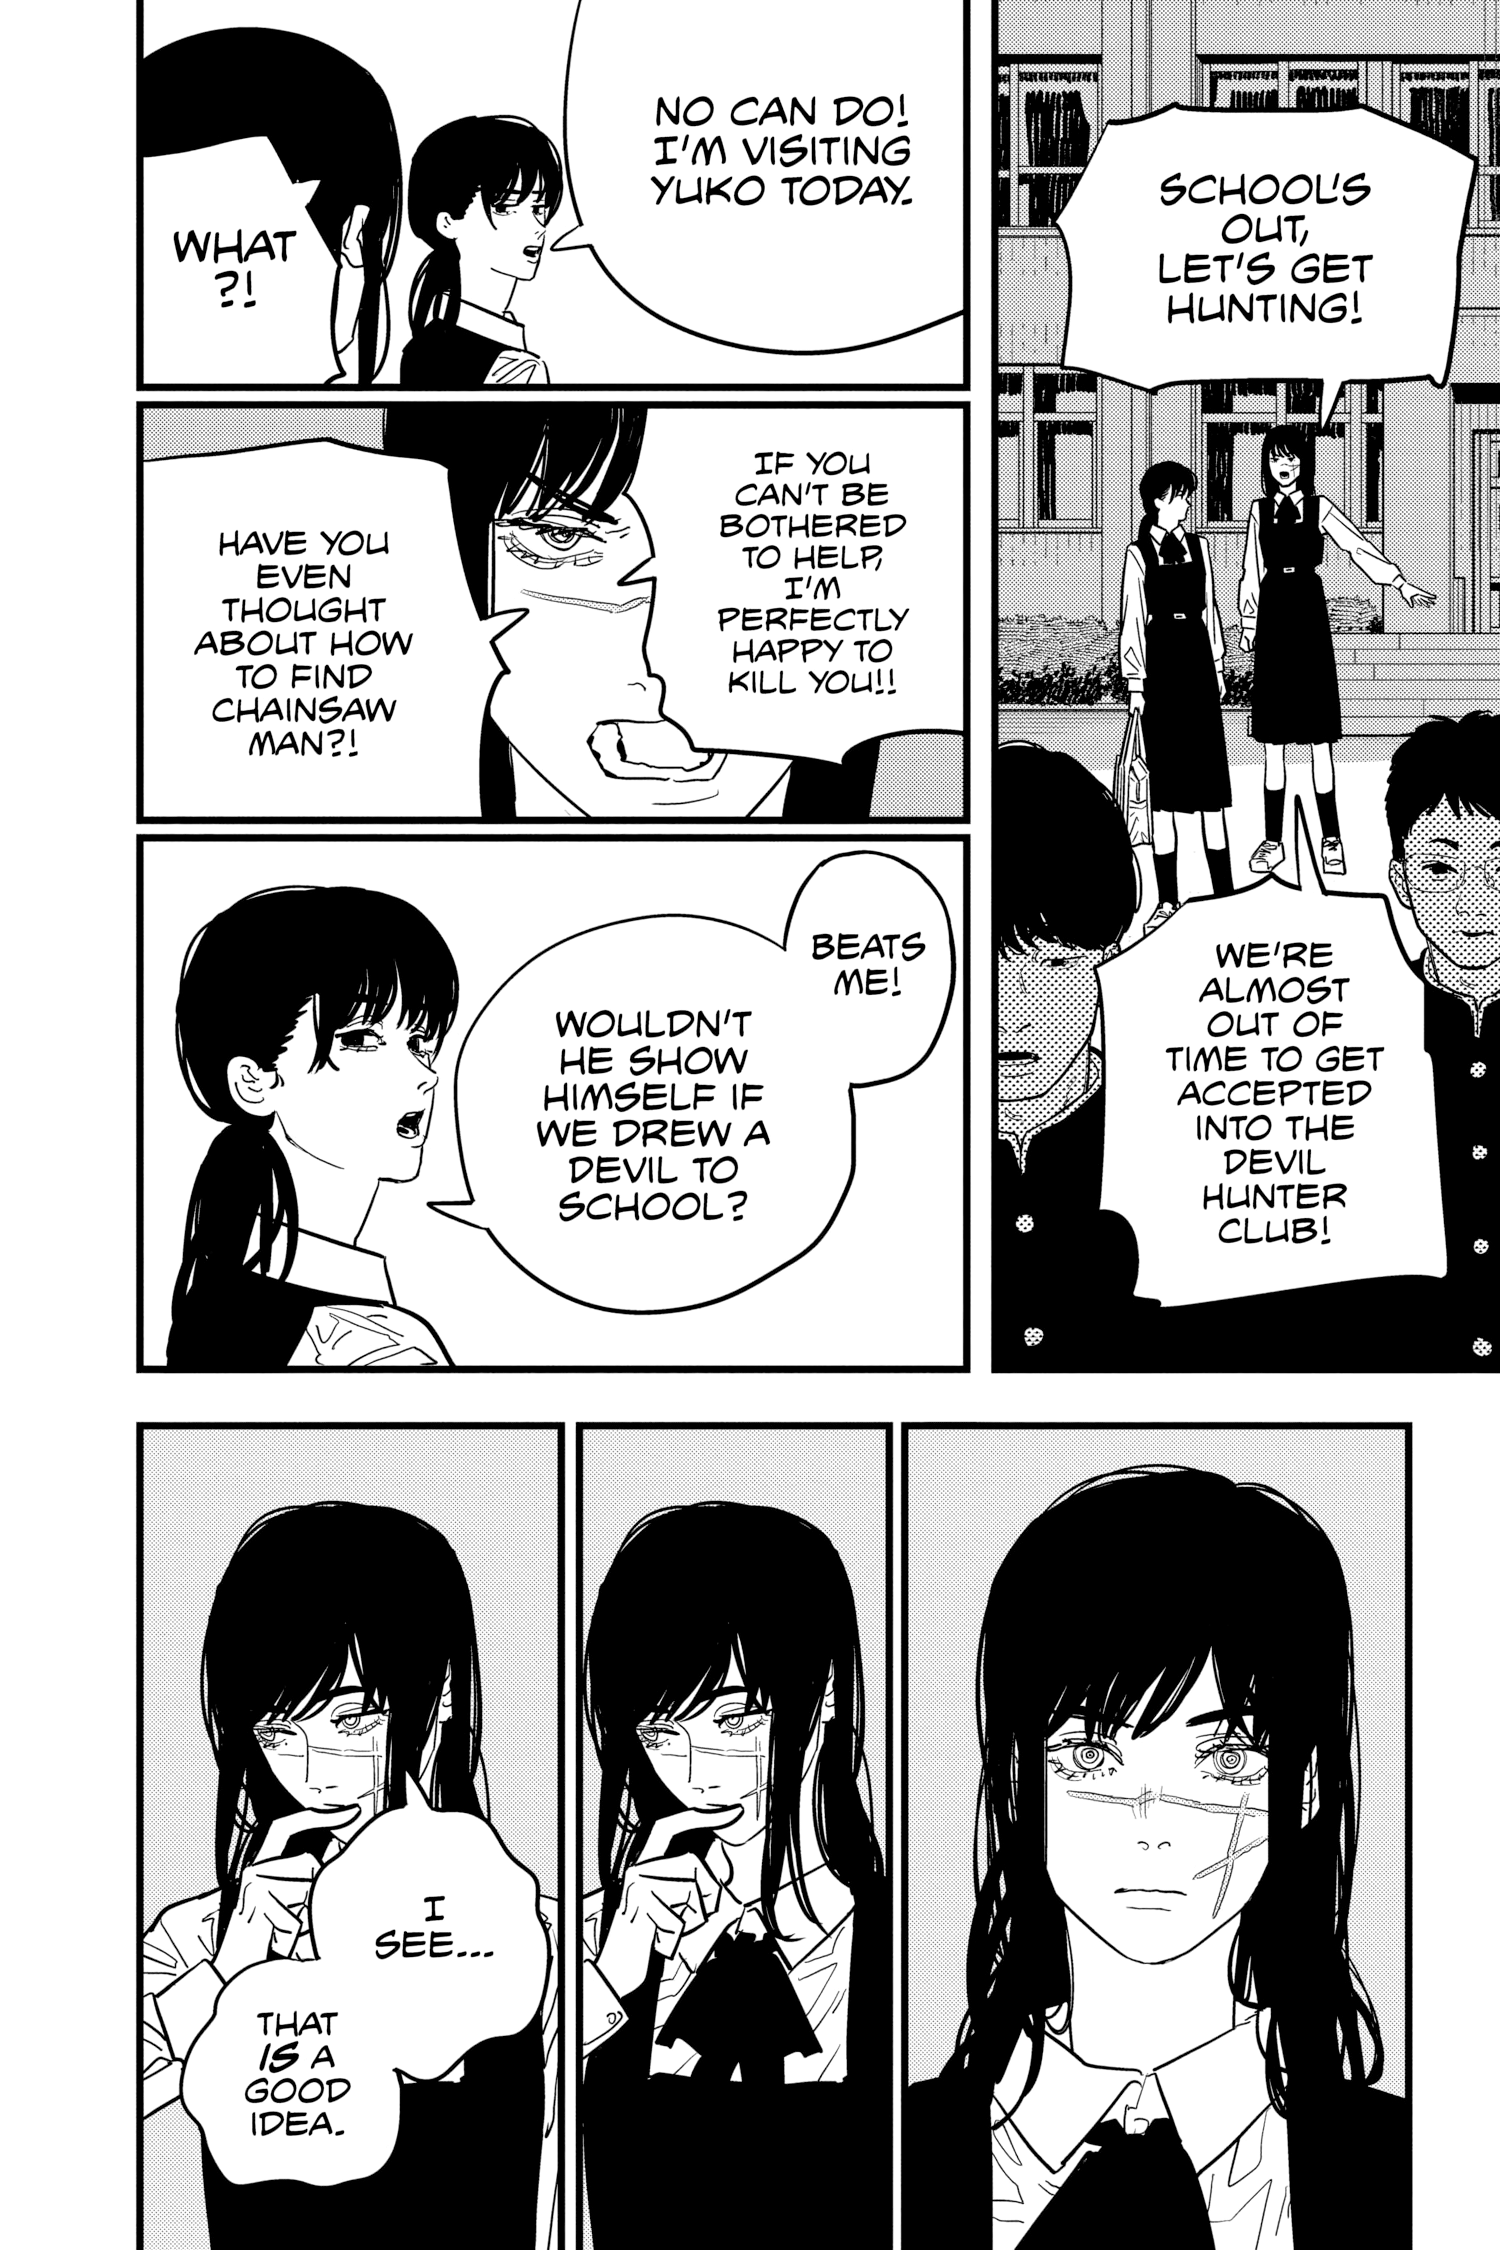 SCHOOL'S
OUT,
LET'S GET
HUNTING!
WE'RE
ALMOST
OUT OF
TIME TO GET
ACCEPTED
INTO THE
DEVIL
HUNTER
CLUB!
NO CAN DO!
I'M VISITING
YUKO TODAY.
WHAT
?!
IF YOU
CAN'T BE
BOTHERED
TO HELP,
I'M
PERFECTLY
HAPPY TO
KILL YOU!!
HAVE YOU
EVEN
THOUGHT
ABOUT HOW
TO FIND
CHAINSAW
MAN?!
BEATS
ME!
WOULDN'T
HE SHOW
HIMSELF IF
WE DREW A
DEVIL TO
SCHOOL?
I
SEE...
THAT
IS A
GOOD
IDEA.